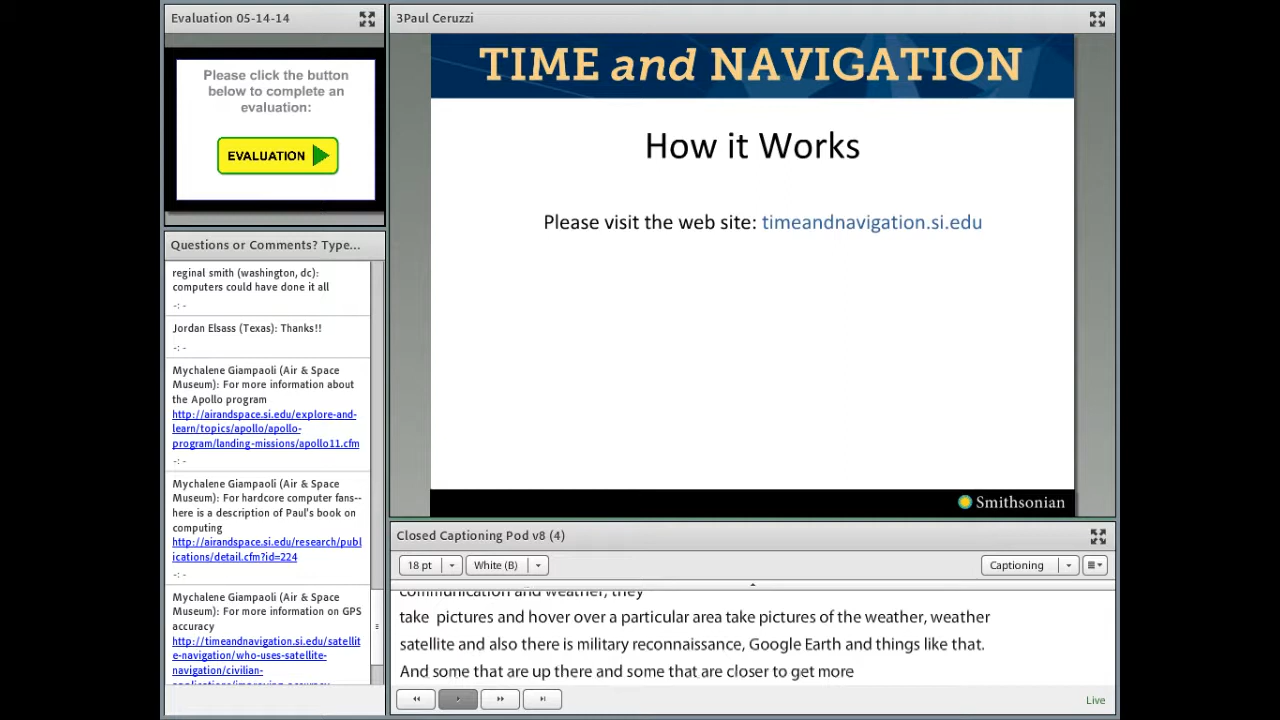 Evaluation 05-14-14
Please click the button
below to complete an
evaluation:
EVALUATION
Questions or Comments? Type...
reginal smith (washington, dc):
computers could have done it all
-: -
Jordan Elsass (Texas): Thanks!!
-: -
Mychalene Giampaoli (Air & Space
Museum): For more information about
the Apollo program
http://airandspace.si.edu/explore-and-
learn/topics/apollo/apollo-
program/landing-missions/apollo11.cfm
-: -
Mychalene Giampaoli (Air & Space
Museum): For hardcore computer fans--
here is a description of Paul's book on
computing
http://airandspace.si.edu/research/publ
ications/detail.cfm?id=224
-: -
Mychalene Giampaoli (Air & Space
Museum): For more information on GPS
accuracy
http://timeandnavigation.si.edu/satellit
e-navigation/who-uses-satellite-
navigation/civilian-
applications/improving-accuracy
3Paul Ceruzzi
TIME and NAVIGATION
How it Works
Please visit the web site: timeandnavigation.si.edu
Smithsonian
Closed Captioning Pod v8 (4)
18 pt
White (B)
Captioning
communication and weather, they
take pictures and hover over a particular area take pictures of the weather, weather
satellite and also there is military reconnaissance, Google Earth and things like that.
And some that are up there and some that are closer to get more
Live